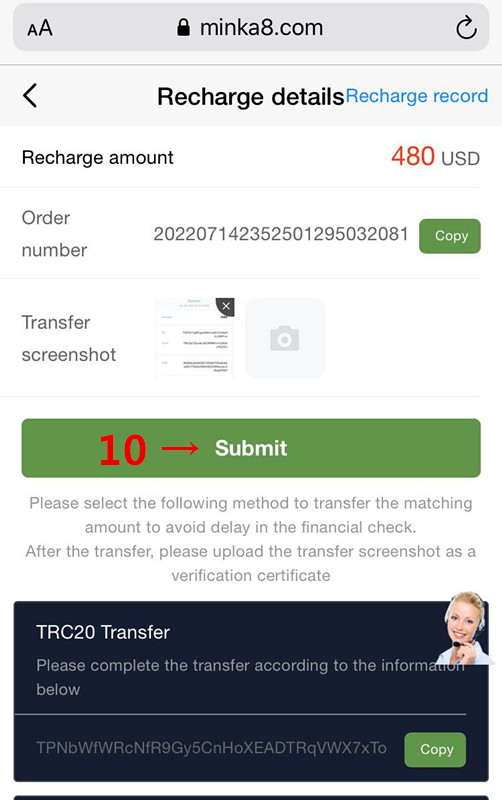 AA minka8.com
Recharge details Recharge record
Recharge amount 480 USD
Order
number
202207142352501295032081 Copy
Transfer
screenshot
10 → Submit
Please select the following method to transfer the matching
amount to avoid delay in the financial check.
After the transfer, please upload the transfer screenshot as a
verification certificate
TRC20 Transfer
Please complete the transfer according to the information
below
TPNbWfWRcNfR9Gy5CnHoXEADTRqVWX7xTo Copy